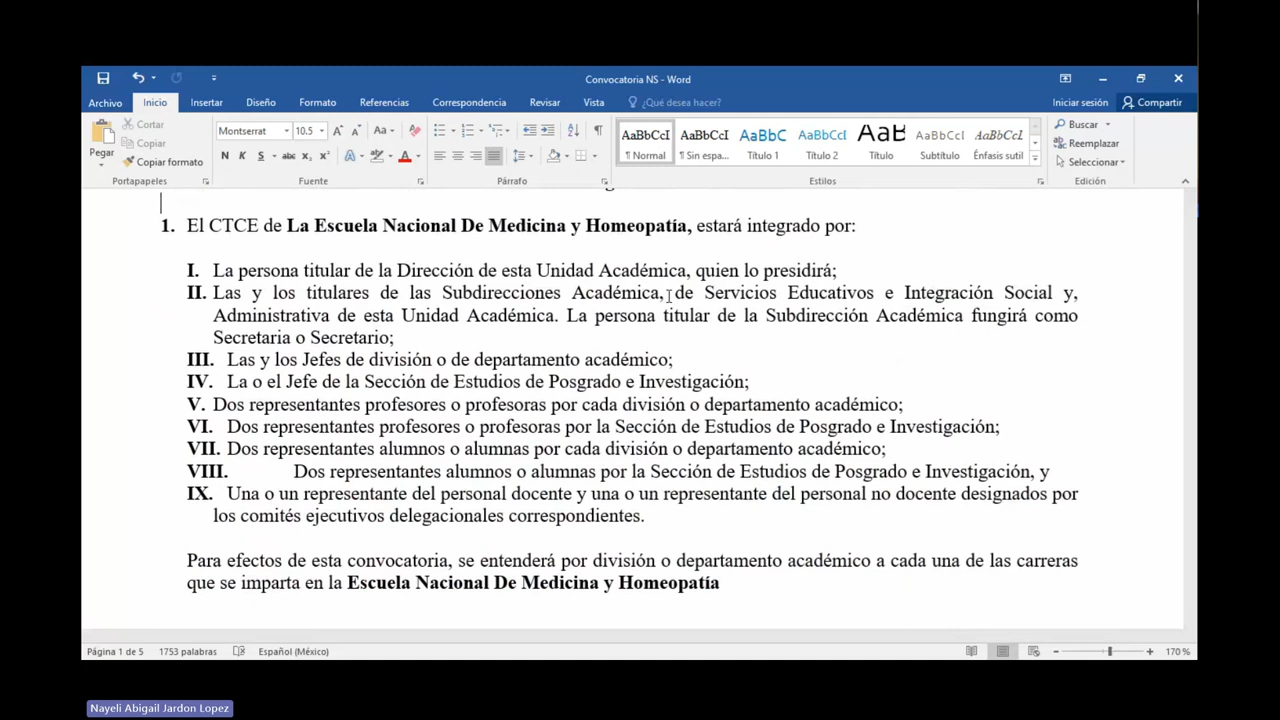 Convocatoria NS - Word
Archivo Inicio Insertar Diseño Formato Referencias Correspondencia Revisar Vista ¿Qué desea hacer? Iniciar sesión Compartir
Pegar Cortar Copiar Copiar formato
Montserrat 10.5
N K S abc x₂ x²
AaBbCcI ¶ Normal
AaBbCcI ¶ Sin espa...
AaBbC Título 1
AaBbCcI Título 2
AaB Título
AaBbCcI Subtítulo
AaBbCcI Énfasis sutil
Buscar
Reemplazar
Seleccionar
Portapapeles Fuente Párrafo Estilos Edición
1. El CTCE de La Escuela Nacional De Medicina y Homeopatía, estará integrado por:
I. La persona titular de la Dirección de esta Unidad Académica, quien lo presidirá;
II. Las y los titulares de las Subdirecciones Académica, de Servicios Educativos e Integración Social y,
Administrativa de esta Unidad Académica. La persona titular de la Subdirección Académica fungirá como
Secretaria o Secretario;
III. Las y los Jefes de división o de departamento académico;
IV. La o el Jefe de la Sección de Estudios de Posgrado e Investigación;
V. Dos representantes profesores o profesoras por cada división o departamento académico;
VI. Dos representantes profesores o profesoras por la Sección de Estudios de Posgrado e Investigación;
VII. Dos representantes alumnos o alumnas por cada división o departamento académico;
VIII. Dos representantes alumnos o alumnas por la Sección de Estudios de Posgrado e Investigación, y
IX. Una o un representante del personal docente y una o un representante del personal no docente designados por
los comités ejecutivos delegacionales correspondientes.
Para efectos de esta convocatoria, se entenderá por división o departamento académico a cada una de las carreras
que se imparta en la Escuela Nacional De Medicina y Homeopatía
Página 1 de 5 1753 palabras Español (México) 170 %
Nayeli Abigail Jardon Lopez